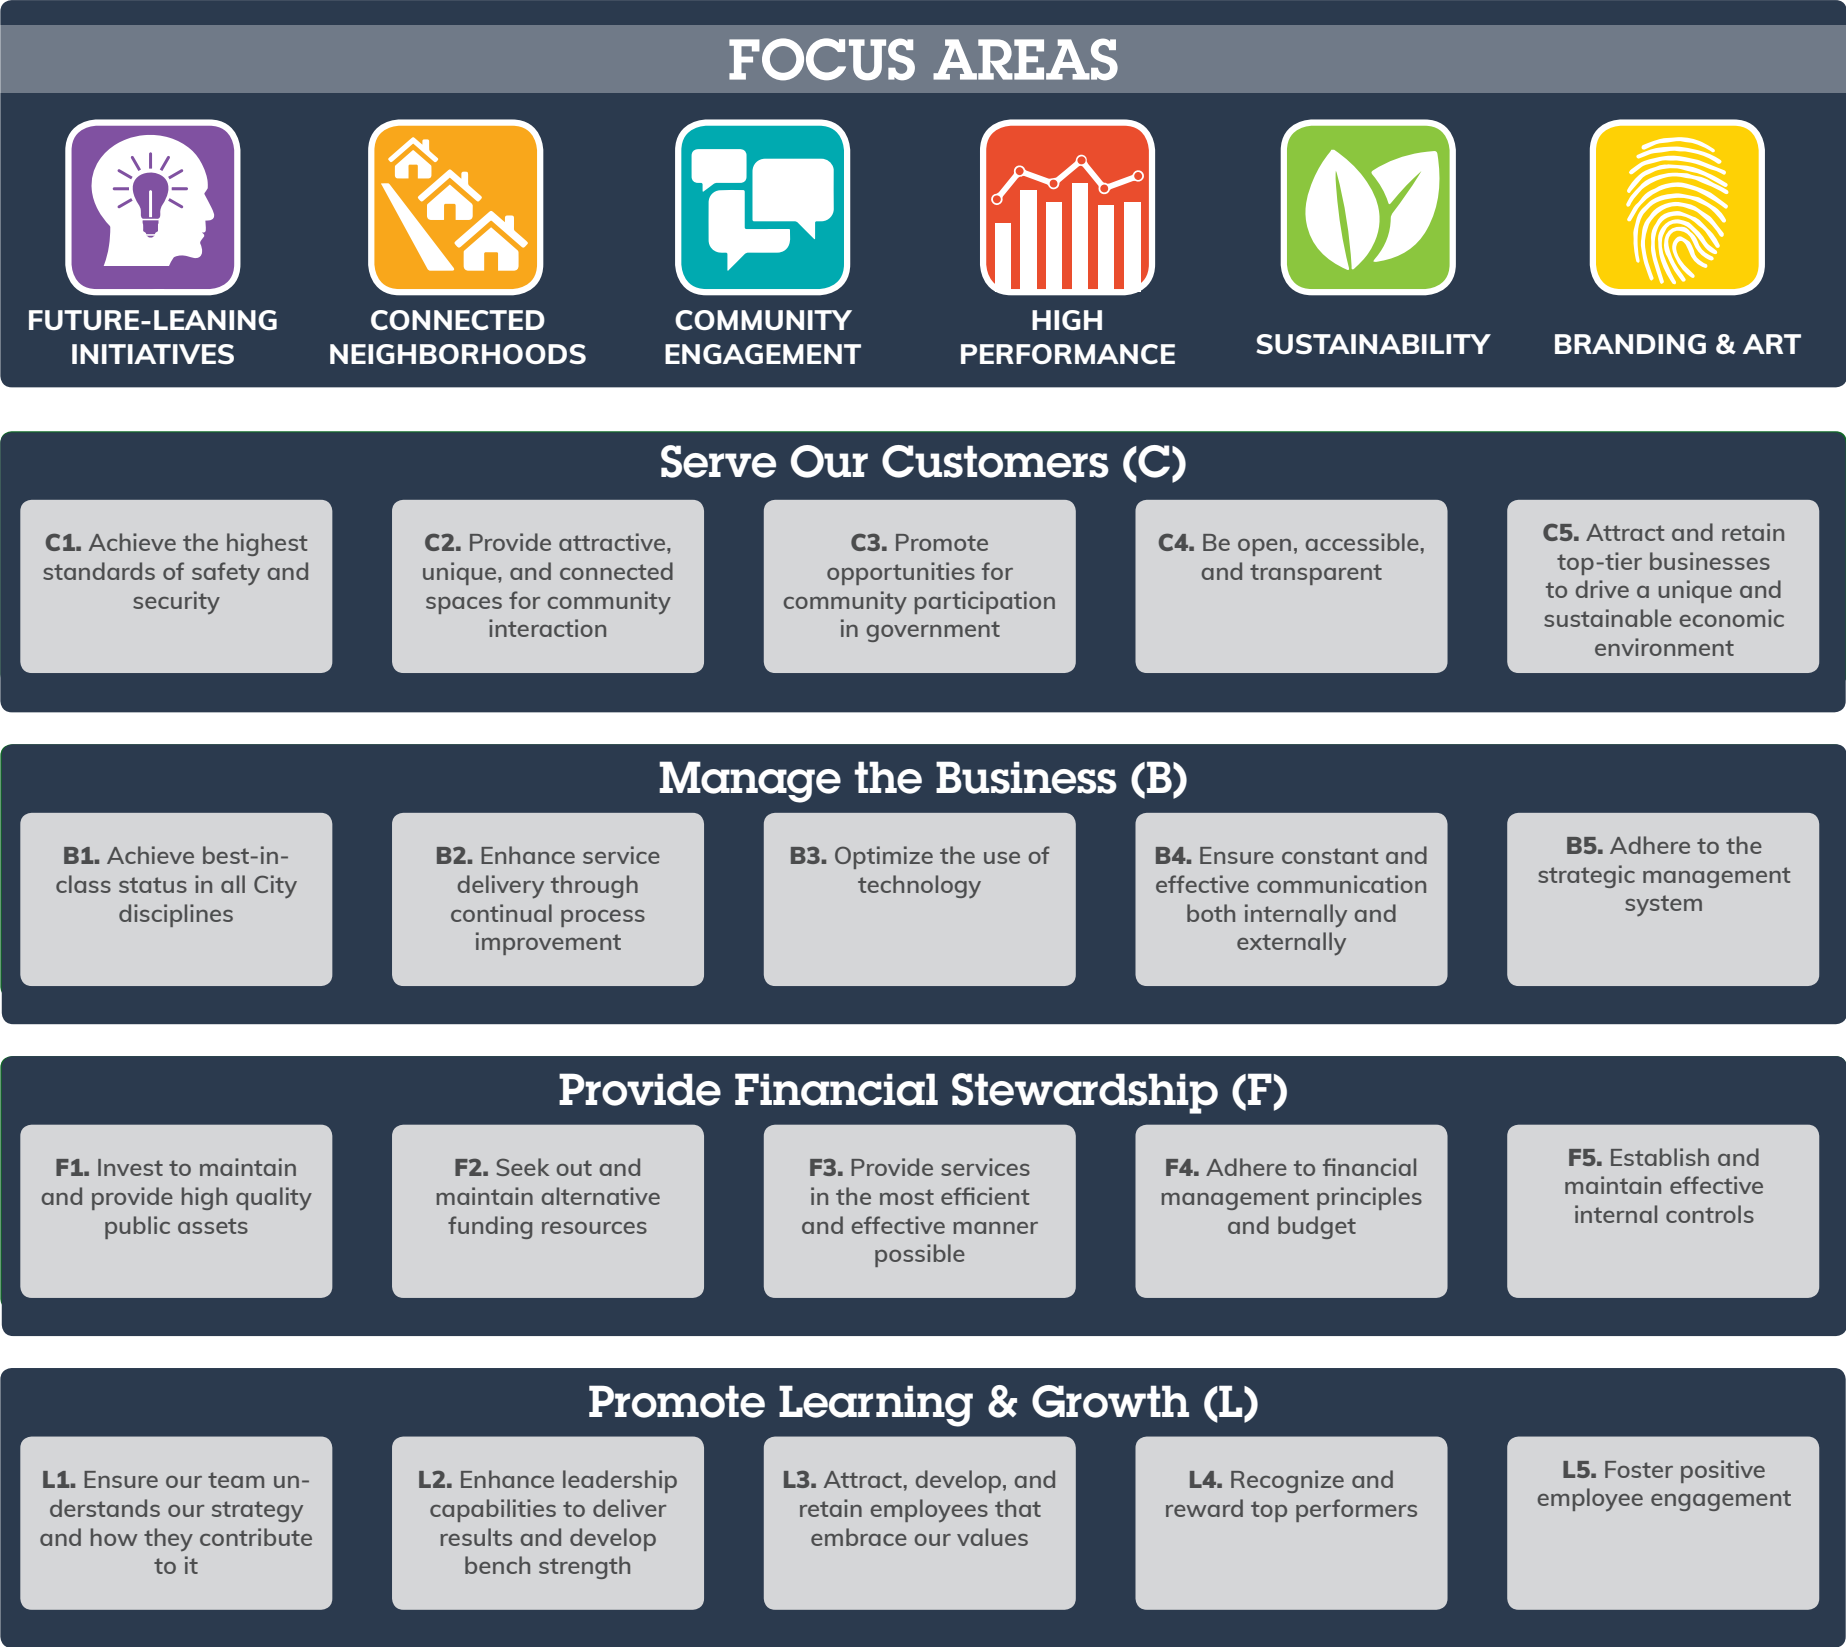 FOCUS AREAS
FUTURE-LEANING
INITIATIVES
CONNECTED
NEIGHBORHOODS
COMMUNITY
ENGAGEMENT
HIGH
PERFORMANCE
SUSTAINABILITY
BRANDING & ART
Serve Our Customers (C)
C1. Achieve the highest
standards of safety and
security
C2. Provide attractive,
unique, and connected
spaces for community
interaction
C3. Promote
opportunities for
community participation
in government
C4. Be open, accessible,
and transparent
C5. Attract and retain
top-tier businesses
to drive a unique and
sustainable economic
environment
Manage the Business (B)
B1. Achieve best-in-
class status in all City
disciplines
B2. Enhance service
delivery through
continual process
improvement
B3. Optimize the use of
technology
B4. Ensure constant and
effective communication
both internally and
externally
B5. Adhere to the
strategic management
system
Provide Financial Stewardship (F)
F1. Invest to maintain
and provide high quality
public assets
F2. Seek out and
maintain alternative
funding resources
F3. Provide services
in the most efficient
and effective manner
possible
F4. Adhere to financial
management principles
and budget
F5. Establish and
maintain effective
internal controls
Promote Learning & Growth (L)
L1. Ensure our team un-
derstands our strategy
and how they contribute
to it
L2. Enhance leadership
capabilities to deliver
results and develop
bench strength
L3. Attract, develop, and
retain employees that
embrace our values
L4. Recognize and
reward top performers
L5. Foster positive
employee engagement